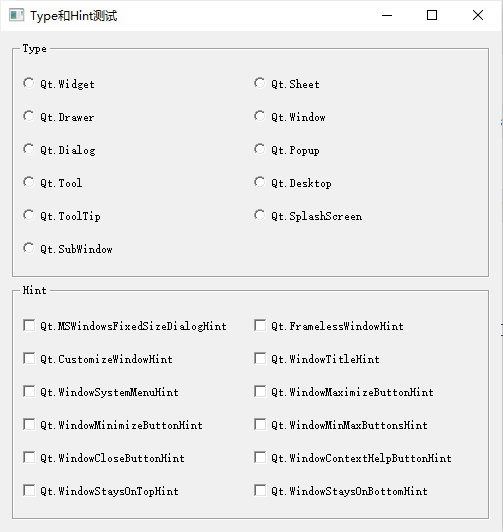 Type和Hint测试
Type
Qt.Widget Qt.Sheet
Qt.Drawer Qt.Window
Qt.Dialog Qt.Popup
Qt.Tool Qt.Desktop
Qt.ToolTip Qt.SplashScreen
Qt.SubWindow
Hint
Qt.MSWindowsFixedSizeDialogHint Qt.FramelessWindowHint
Qt.CustomizeWindowHint Qt.WindowTitleHint
Qt.WindowSystemMenuHint Qt.WindowMaximizeButtonHint
Qt.WindowMinimizeButtonHint Qt.WindowMinMaxButtonsHint
Qt.WindowCloseButtonHint Qt.WindowContextHelpButtonHint
Qt.WindowStaysOnTopHint Qt.WindowStaysOnBottomHint